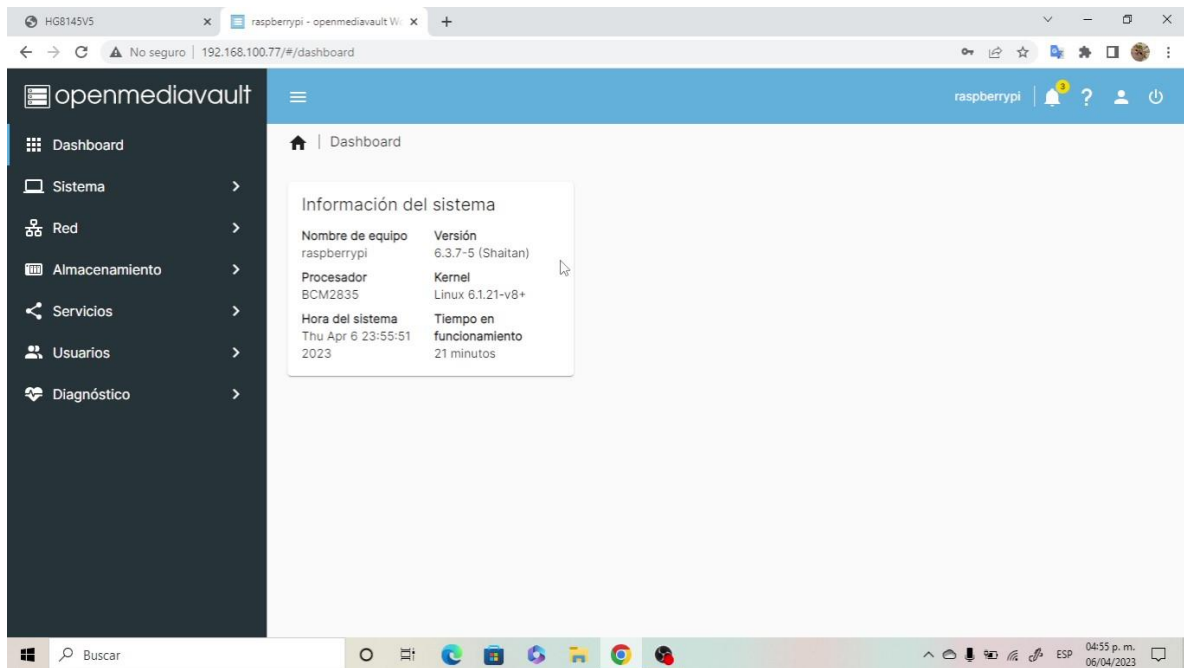 HG8145V5
raspberrypi - openmediavault W
No seguro | 192.168.100.77/#/dashboard
openmediavault
raspberrypi
3
?
Dashboard
Sistema
Red
Almacenamiento
Servicios
Usuarios
Diagnóstico
| Dashboard
Información del sistema
Nombre de equipo
raspberrypi
Versión
6.3.7-5 (Shaitan)
Procesador
BCM2835
Kernel
Linux 6.1.21-v8+
Hora del sistema
Thu Apr 6 23:55:51
2023
Tiempo en
funcionamiento
21 minutos
Buscar
ESP
04:55 p. m.
06/04/2023